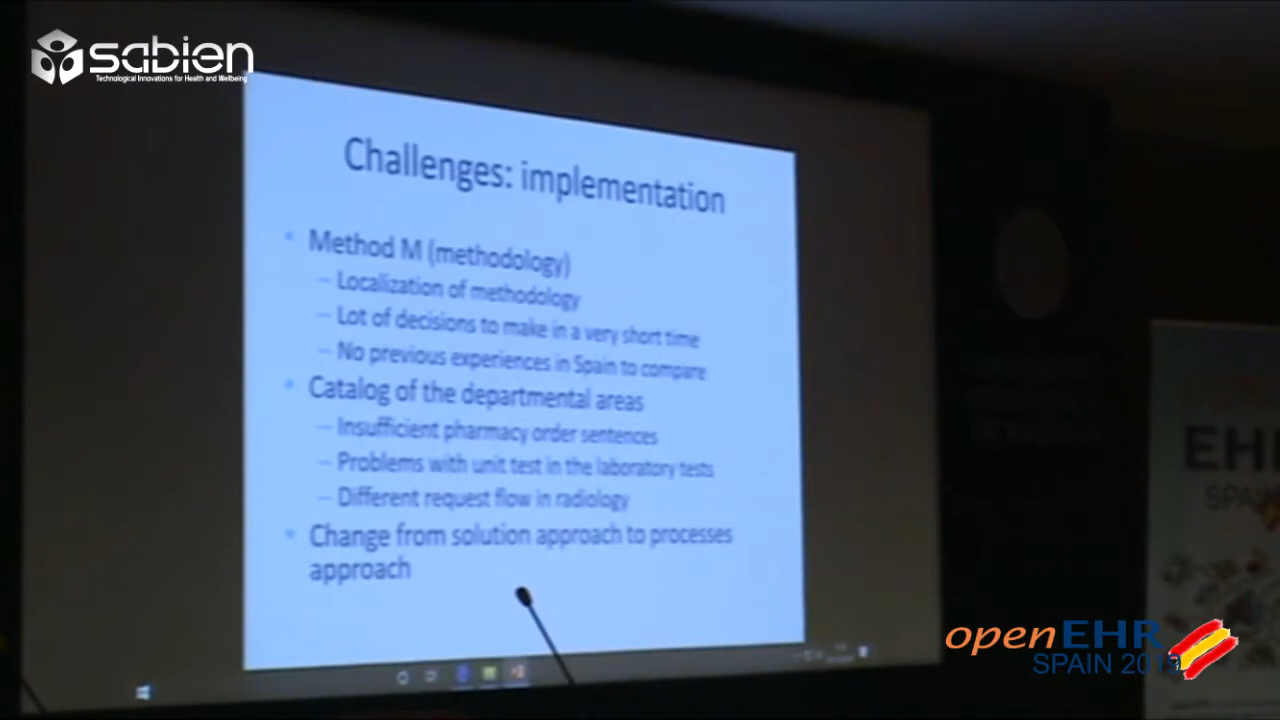 sabien
Technological Innovations for Health and Wellbeing
Challenges: implementation
Method M (methodology)
– Localization of methodology
– Lot of decisions to make in a very short time
– No previous experiences in Spain to compare
Catalog of the departmental areas
– Insufficient pharmacy order sentences
– Problems with unit test in the laboratory tests
– Different request flow in radiology
Change from solution approach to processes
approach
EH
SPAIN
openEHR
SPAIN 2019